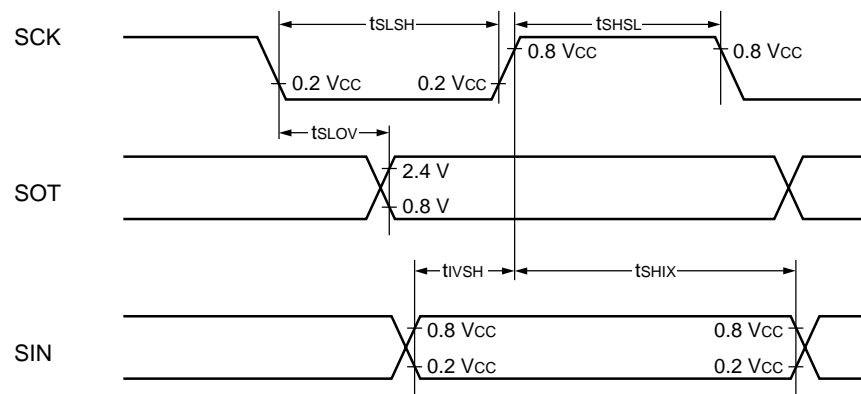 tSLSH tSHSL
SCK
0.8 VCC 0.8 VCC
0.2 VCC 0.2 VCC
tSLOV
SOT
2.4 V
0.8 V
tIVSH tSHIX
SIN
0.8 VCC 0.8 VCC
0.2 VCC 0.2 VCC